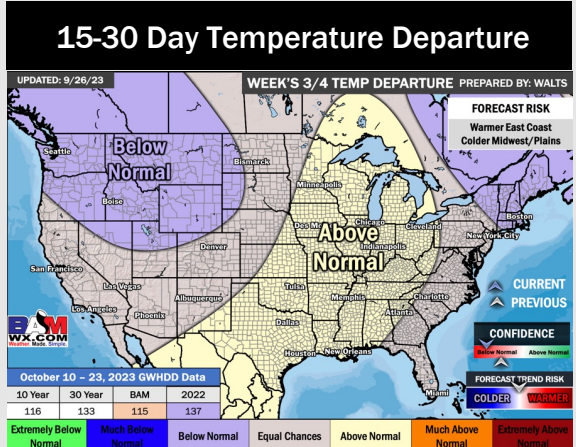 15-30 Day Temperature Departure
UPDATED: 9/26/23
WEEK'S 3/4 TEMP DEPARTURE PREPARED BY: WALTS
FORECAST RISK
Warmer East Coast
Colder Midwest/Plains
Seattle
Below
Normal
Bismarck
Minneapolis
Boise
Boston
New York City
Des M
Chicago
Cleveland
Above
Normal
Indianapolis
Denver
San Francisco
Las Vegas
Tulsa
Memphis
Charlotte
CURRENT
PREVIOUS
Albuquerque
Los Angeles
Phoenix
Atlanta
Dallas
BAM
WX.COM
Weather. Made. Simple.
CONFIDENCE
Below Normal Above Normal
Houston
New Orleans
Miami
FORECAST TREND RISK
COLDER WARMER
October 10 – 23, 2023 GWHDD Data
10 Year 30 Year BAM 2022
116 133 115 137
Extremely Below Normal
Much Below Normal
Below Normal
Equal Chances
Above Normal
Much Above Normal
Extremely Above Normal